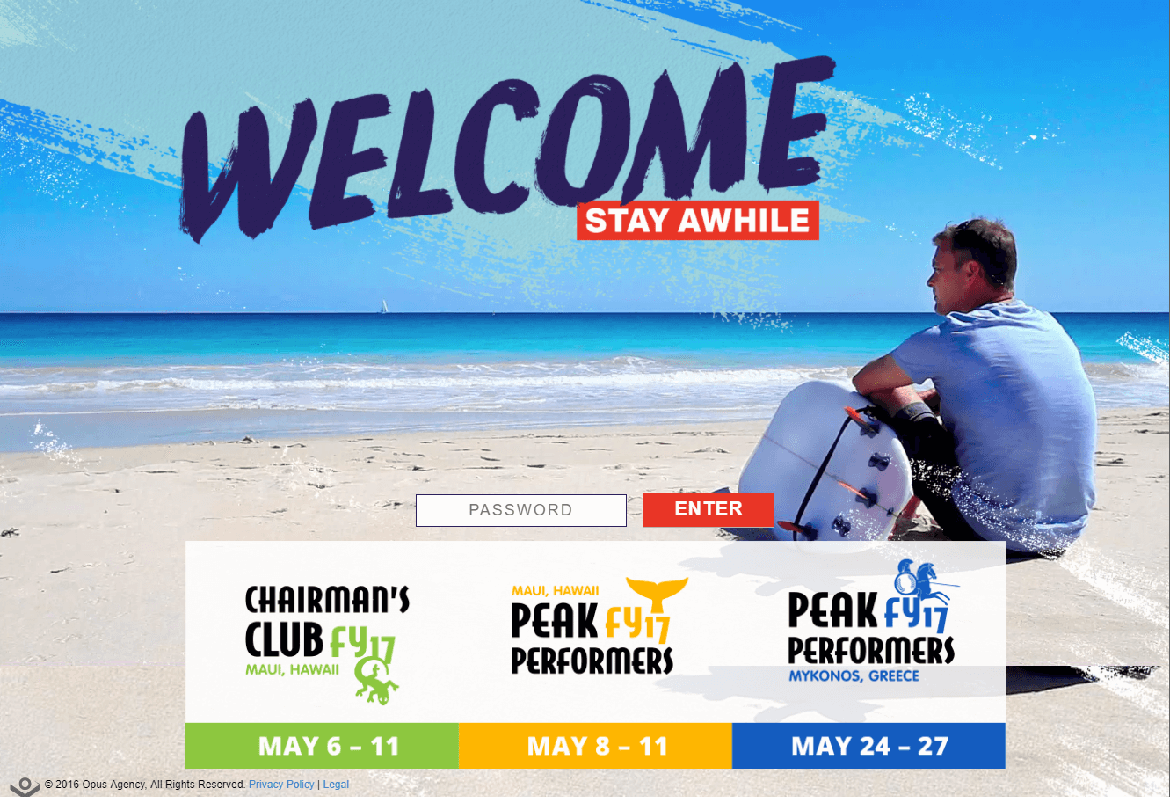 WELCOME
STAY AWHILE
PASSWORD
ENTER
CHAIRMAN'S
CLUB FY17
MAUI, HAWAII
MAUI, HAWAII
PEAK FY17
PERFORMERS
PEAK FY17
PERFORMERS
MYKONOS, GREECE
MAY 6 – 11
MAY 8 – 11
MAY 24 – 27
© 2016 Opus Agency, All Rights Reserved. Privacy Policy | Legal